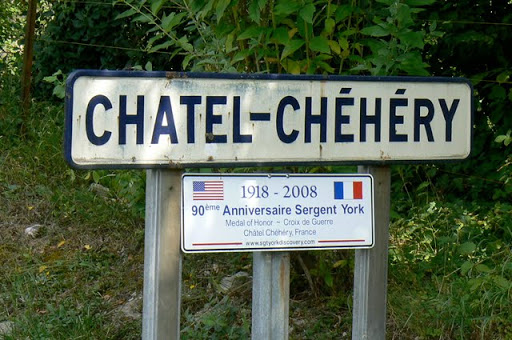 CHATEL-CHÉHÉRY
1918 - 2008
90ème Anniversaire Sergent York
Medal of Honor ~ Croix de Guerre
Châtel Chéhéry, France
www.sgtyorkdiscovery.com